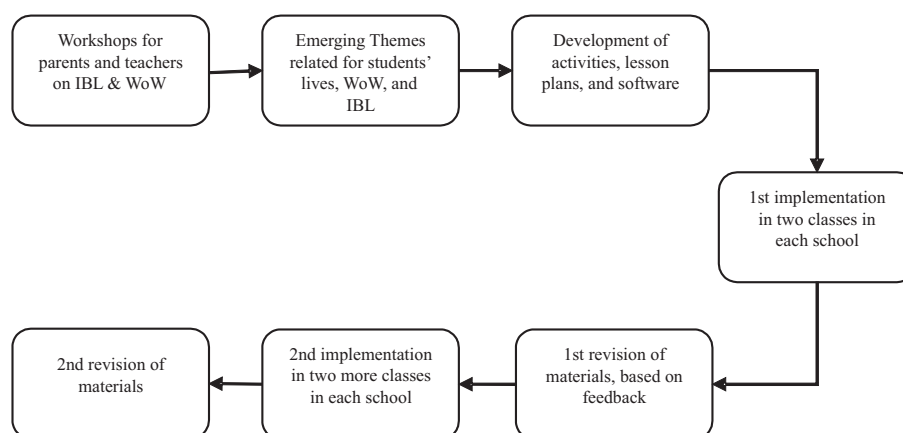 Workshops for
parents and teachers
on IBL & WoW
Emerging Themes
related for students’
lives, WoW, and
IBL
Development of
activities, lesson
plans, and software
1st implementation
in two classes in
each school
1st revision of
materials, based on
feedback
2nd implementation
in two more classes
in each school
2nd revision of
materials